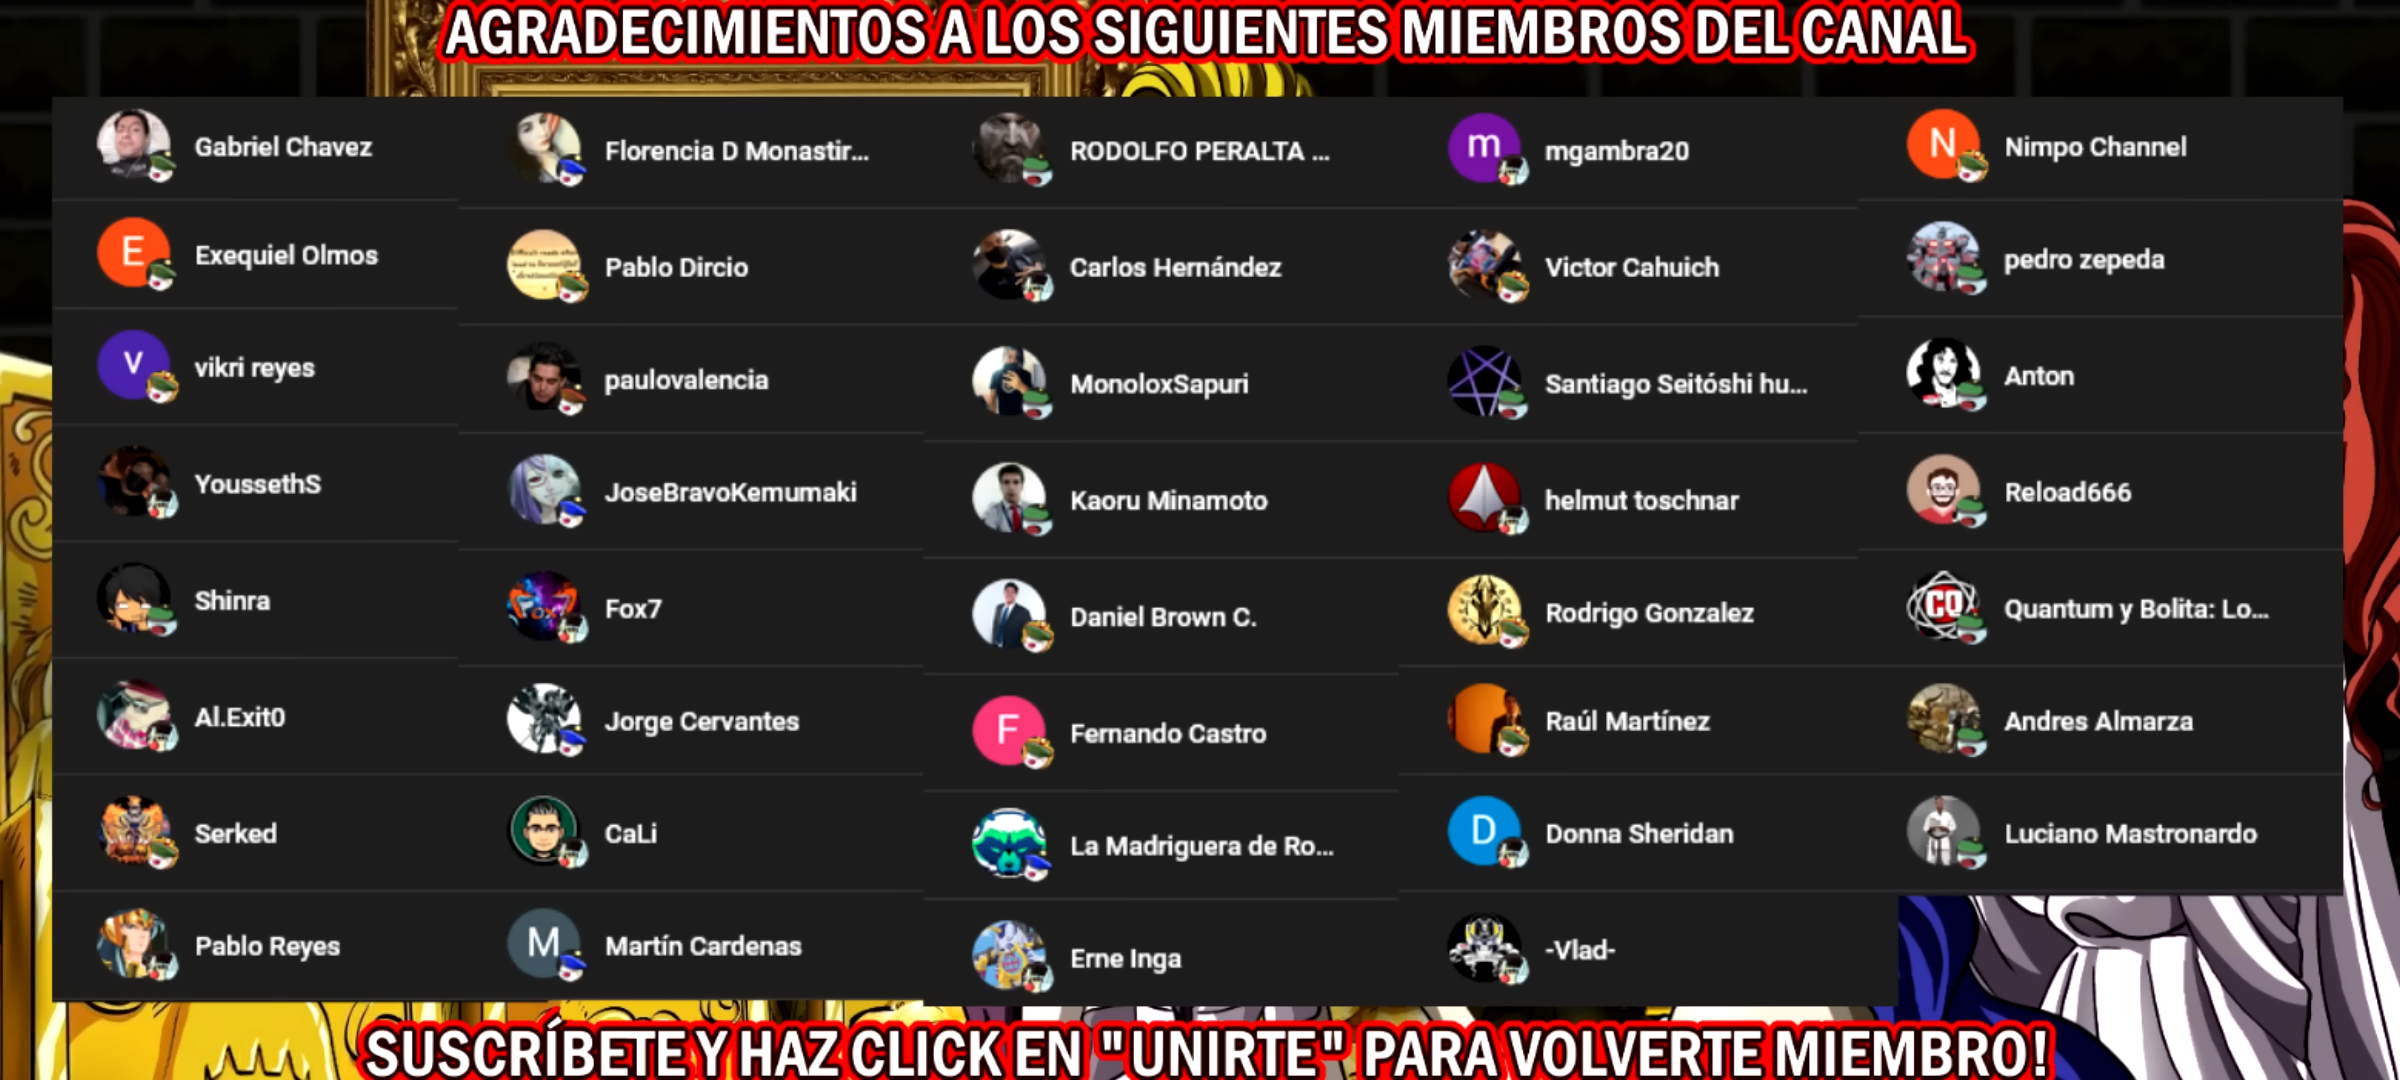 AGRADECIMIENTOS A LOS SIGUIENTES MIEMBROS DEL CANAL
Gabriel Chavez
E Exequiel Olmos
v vikri reyes
YoussethS
Shinra
Al.Exit0
Serked
Pablo Reyes
Florencia D Monastir...
Pablo Dircio
paulovalencia
JoseBravoKemumaki
Fox7
Jorge Cervantes
CaLi
M Martín Cardenas
RODOLFO PERALTA ...
Carlos Hernández
MonoloxSapuri
Kaoru Minamoto
Daniel Brown C.
F Fernando Castro
La Madriguera de Ro...
Erne Inga
m mgambra20
Victor Cahuich
Santiago Seitóshi hu...
helmut toschnar
Rodrigo Gonzalez
Raúl Martínez
D Donna Sheridan
-Vlad-
N Nimpo Channel
pedro zepeda
Anton
Reload666
CQ Quantum y Bolita: Lo...
Andres Almarza
Luciano Mastronardo
SUSCRÍBETE Y HAZ CLICK EN "UNIRTE" PARA VOLVERTE MIEMBRO!